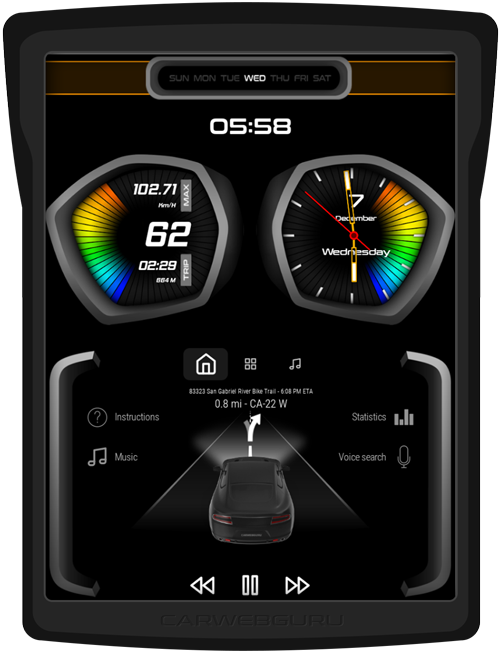 SUN MON TUE WED THU FRI SAT
05:58
102.71 MAX
Km/H
62
02:29 TRIP
664 M
7
December
Wednesday
83323 San Gabriel River Bike Trail - 6:08 PM ETA
0.8 mi - CA-22 W
Instructions
Statistics
Music
Voice search
CARWEBGURU